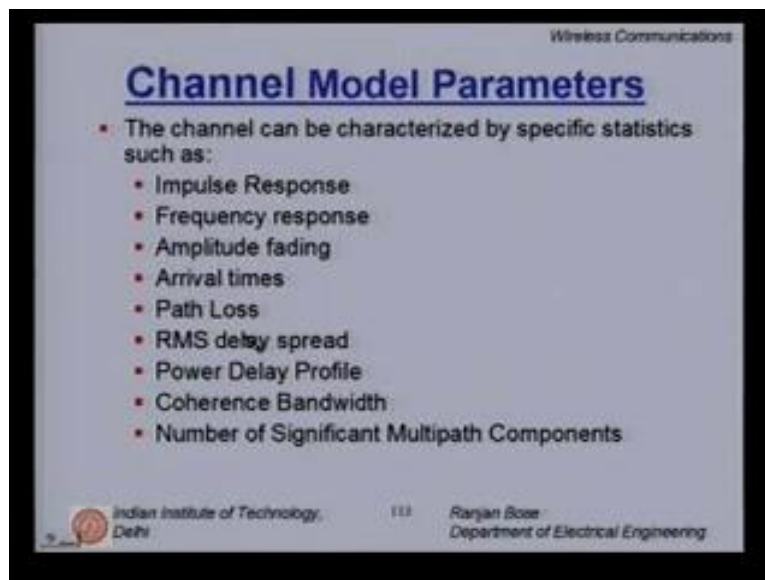 Wireless Communications
Channel Model Parameters
The channel can be characterized by specific statistics
such as:
Impulse Response
Frequency response
Amplitude fading
Arrival times
Path Loss
RMS delay spread
Power Delay Profile
Coherence Bandwidth
Number of Significant Multipath Components
Indian Institute of Technology,
Delhi
Ranjan Bose
Department of Electrical Engineering